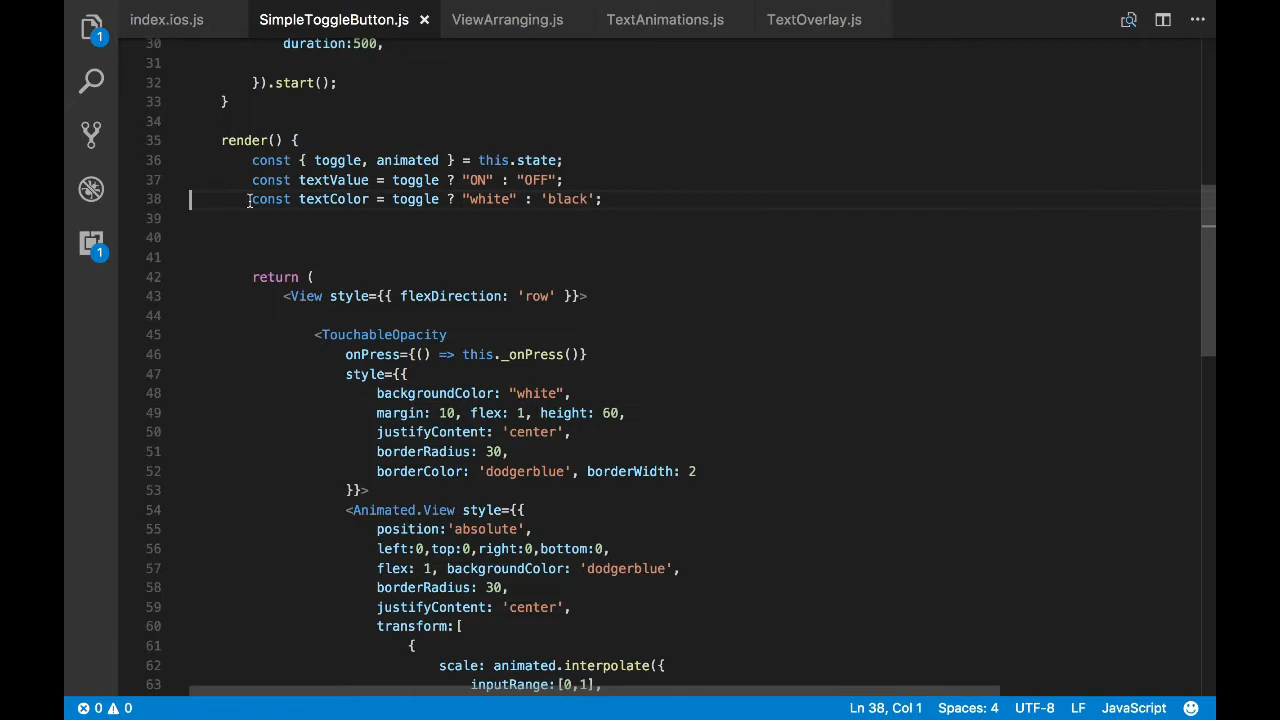 index.ios.js SimpleToggleButton.js × ViewArranging.js TextAnimations.js TextOverlay.js ···
1
1
30 duration:500,
31
32 }).start();
33 }
34
35 render() {
36 const { toggle, animated } = this.state;
37 const textValue = toggle ? "ON" : "OFF";
38 const textColor = toggle ? "white" : 'black';
39
40
41
42 return (
43 <View style={{ flexDirection: 'row' }}>
44
45 <TouchableOpacity
46 onPress={() => this._onPress()}
47 style={{
48 backgroundColor: "white",
49 margin: 10, flex: 1, height: 60,
50 justifyContent: 'center',
51 borderRadius: 30,
52 borderColor: 'dodgerblue', borderWidth: 2
53 }}>
54 <Animated.View style={{
55 position:'absolute',
56 left:0,top:0,right:0,bottom:0,
57 flex: 1, backgroundColor: 'dodgerblue',
58 borderRadius: 30,
59 justifyContent: 'center',
60 transform:[
61 {
62 scale: animated.interpolate({
63 inputRange:[0,1],
0 0 Ln 38, Col 1 Spaces: 4 UTF-8 LF JavaScript